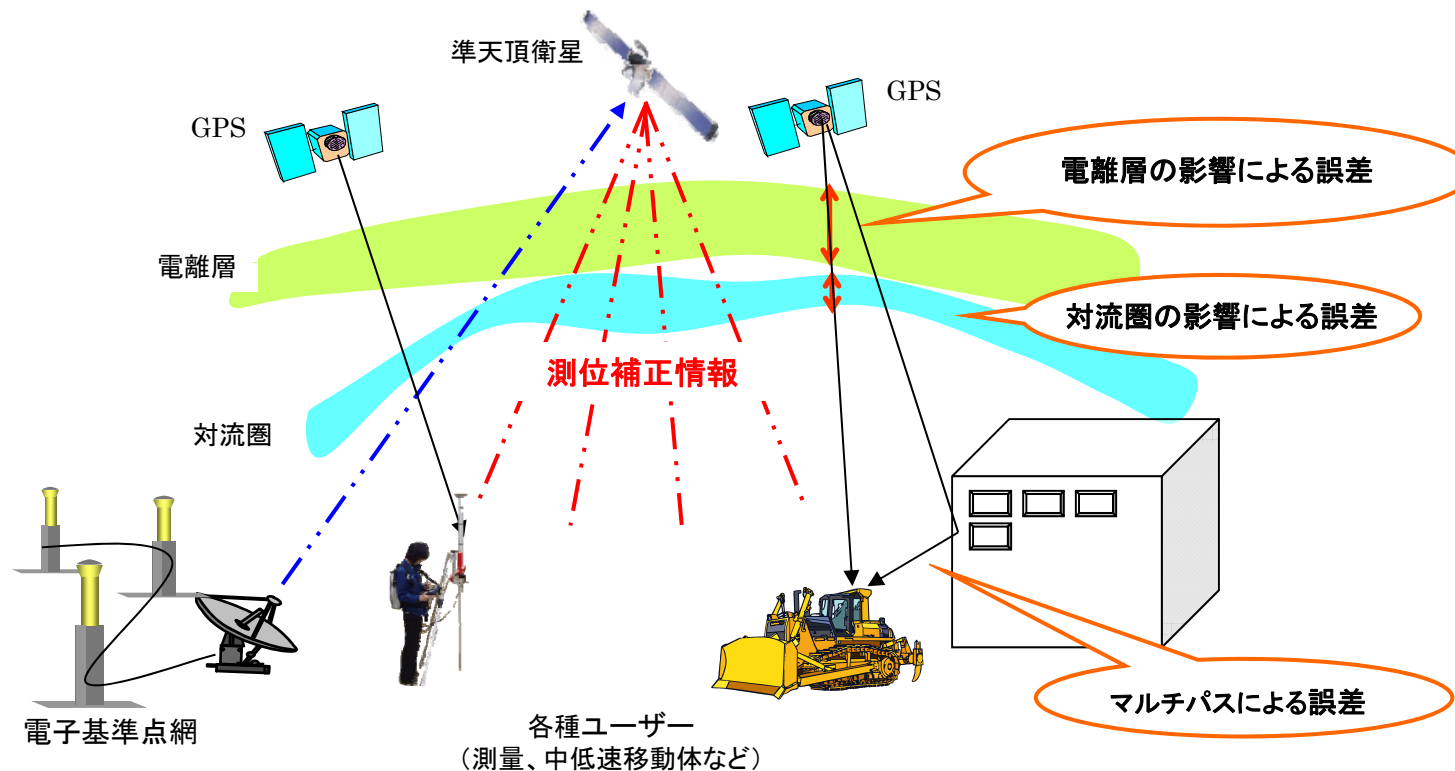 準天頂衛星
GPS
GPS
電離層の影響による誤差
電離層
対流圏の影響による誤差
測位補正情報
対流圏
マルチパスによる誤差
電子基準点網
各種ユーザー
（測量、中低速移動体など）